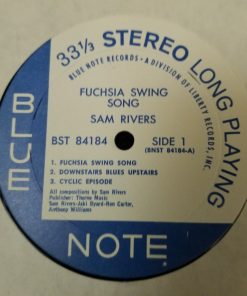 33⅓ STEREO LONG PLAYING
BLUE NOTE RECORDS • A DIVISION OF LIBERTY RECORDS, INC.
FUCHSIA SWING
SONG
SAM RIVERS
BST 84184 SIDE 1
(BNST 84184-A)
1. FUCHSIA SWING SONG
2. DOWNSTAIRS BLUES UPSTAIRS
3. CYCLIC EPISODE
All compositions by Sam Rivers
Publisher: Theme Music
Sam Rivers-Jaki Byard-Ron Carter,
Anthony Williams
BLUE
NOTE